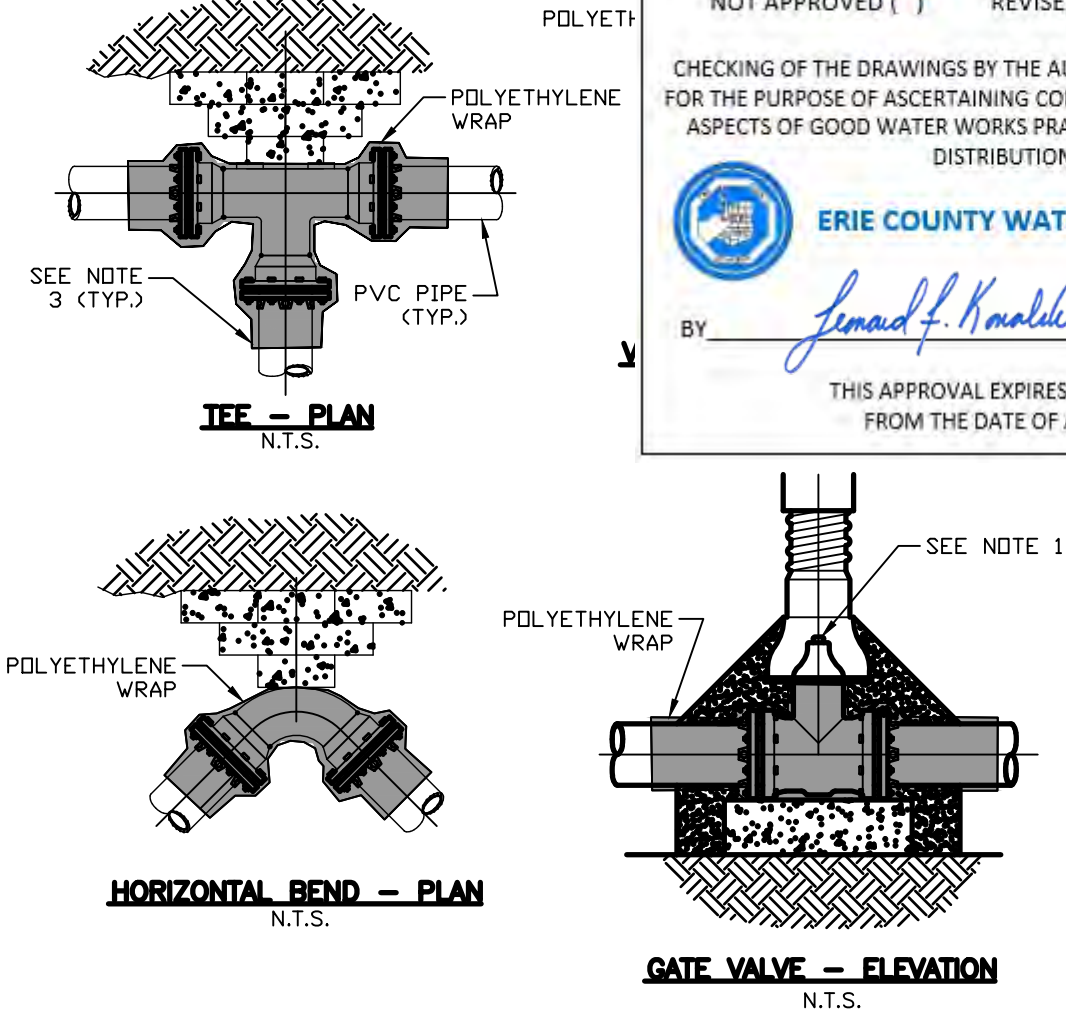 POLYETH
NOT APPROVED ( ) REVISE
CHECKING OF THE DRAWINGS BY THE AU
FOR THE PURPOSE OF ASCERTAINING CO
ASPECTS OF GOOD WATER WORKS PRA
DISTRIBUTION
ERIE COUNTY WAT
BY
THIS APPROVAL EXPIRES
FROM THE DATE OF
POLYETHYLENE
WRAP
SEE NOTE
3 (TYP.)
PVC PIPE
(TYP.)
TEE - PLAN
N.T.S.
POLYETHYLENE
WRAP
HORIZONTAL BEND - PLAN
N.T.S.
SEE NOTE 1
POLYETHYLENE
WRAP
GATE VALVE - ELEVATION
N.T.S.